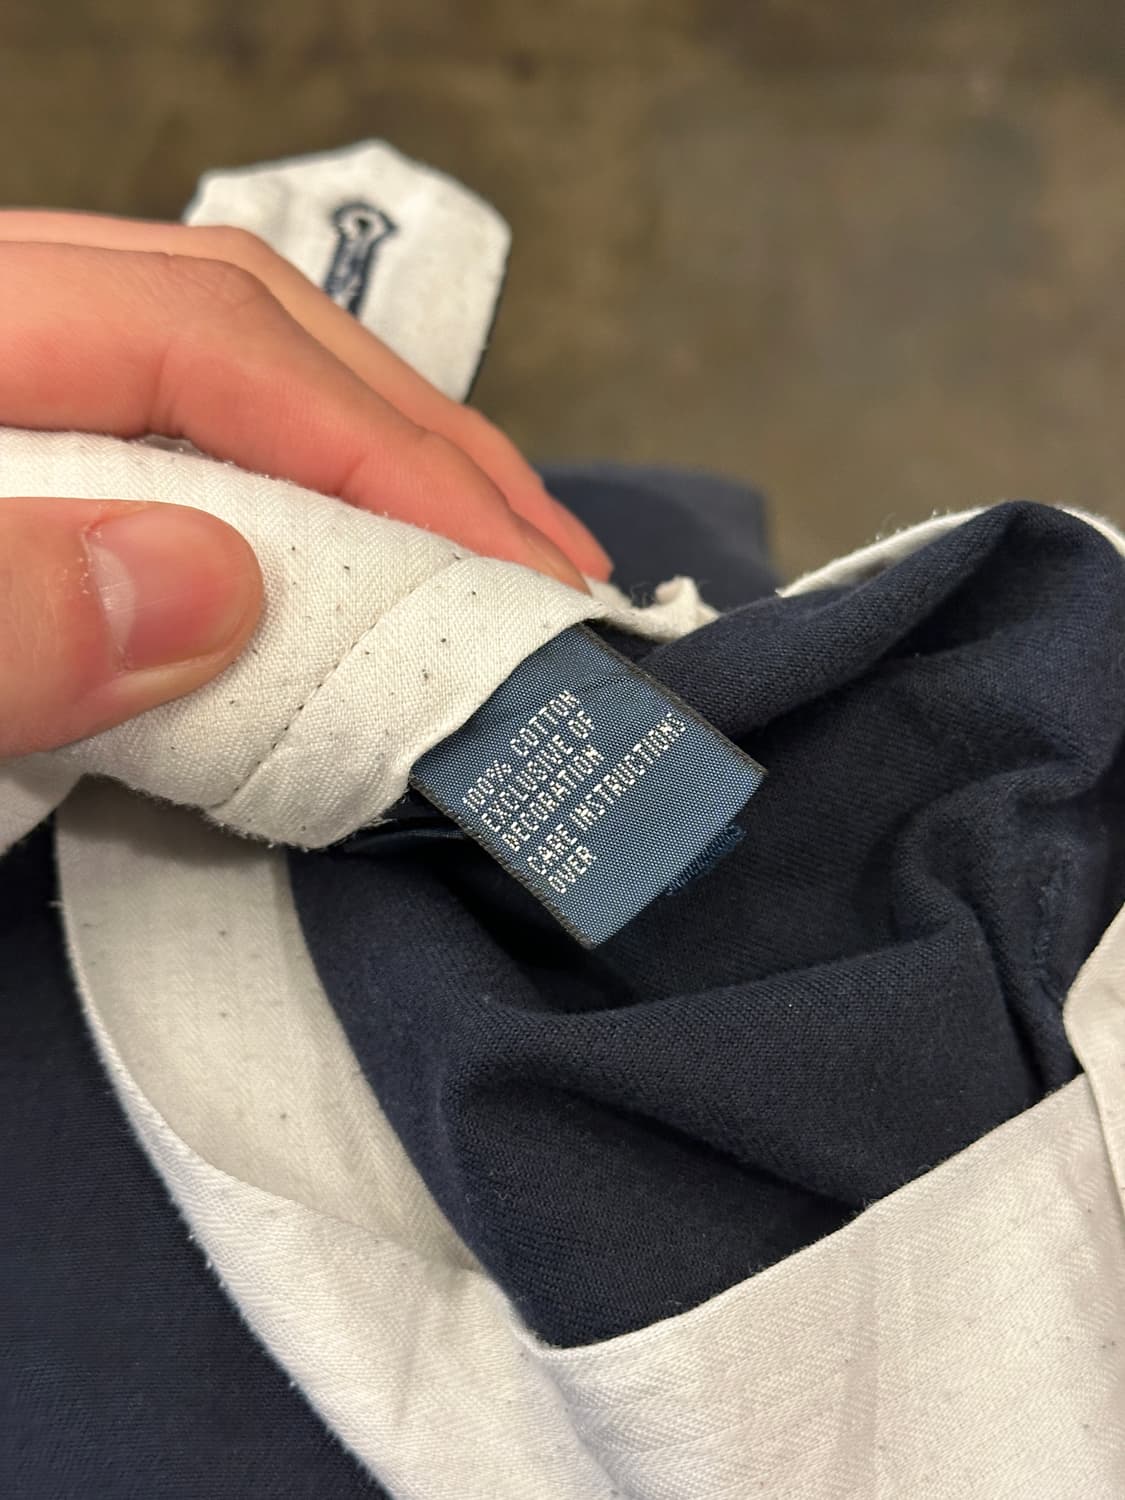 100% COTTON
EXCLUSIVE OF
DECORATION
CARE INSTRUCTIONS
OVER